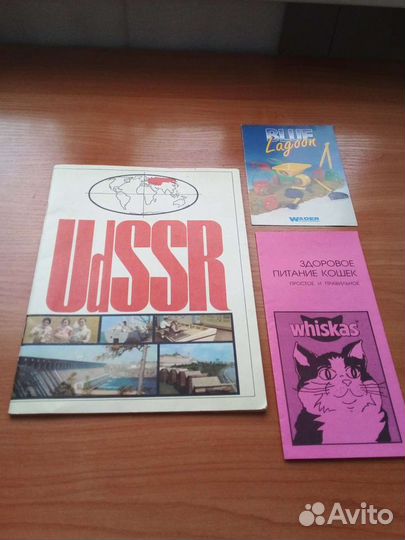 UdSSR
BLUE
Lagoon
WADER
ЗДОРОВОЕ
ПИТАНИЕ КОШЕК
ПРОСТОЕ И ПРАВИЛЬНОЕ
whiskas
Avito